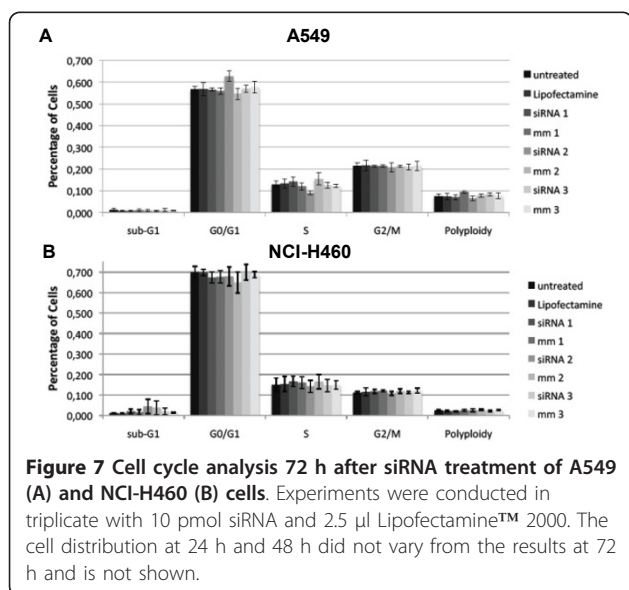 A
A549
Percentage of Cells
0,700
0,600
0,500
0,400
0,300
0,200
0,100
0,000
sub-G1 G0/G1 S G2/M Polyploidy
untreated
Lipofectamine
siRNA 1
mm 1
siRNA 2
mm 2
siRNA 3
mm 3
B
NCI-H460
Percentage of Cells
0,700
0,600
0,500
0,400
0,300
0,200
0,100
0,000
sub-G1 G0/G1 S G2/M Polyploidy
untreated
Lipofectamine
siRNA 1
mm 1
siRNA 2
mm 2
siRNA 3
mm 3
Figure 7 Cell cycle analysis 72 h after siRNA treatment of A549
(A) and NCI-H460 (B) cells. Experiments were conducted in
triplicate with 10 pmol siRNA and 2.5 μl Lipofectamine™ 2000. The
cell distribution at 24 h and 48 h did not vary from the results at 72
h and is not shown.